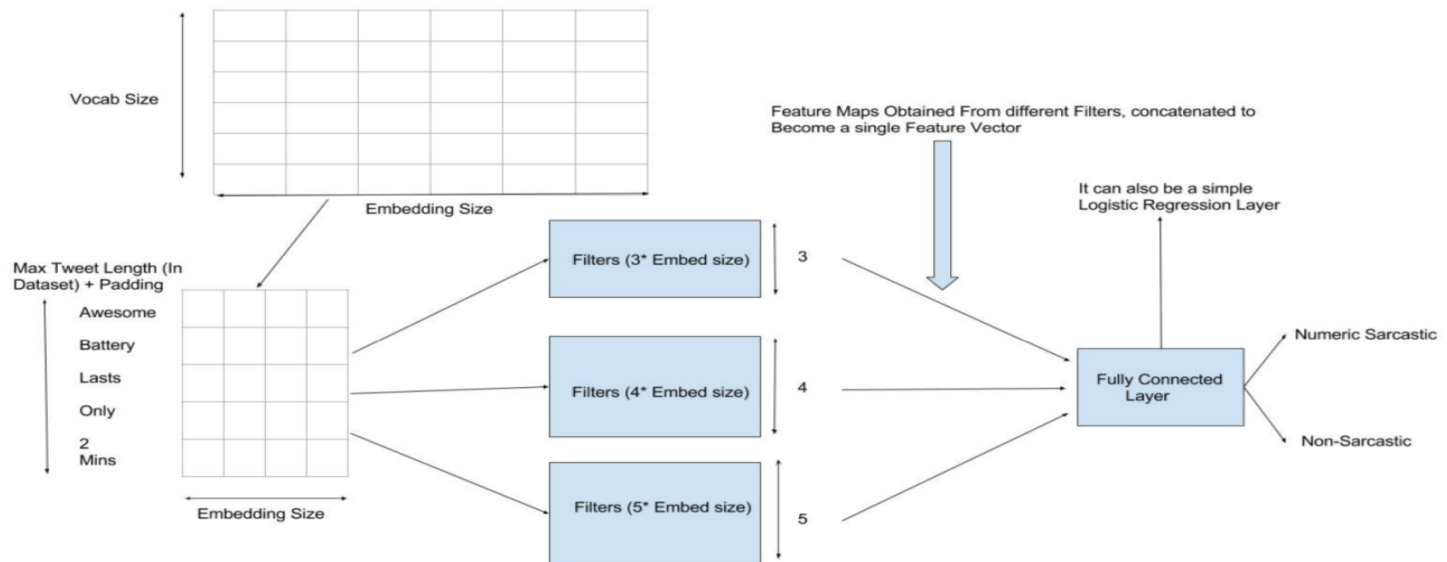 Vocab Size
Embedding Size
Feature Maps Obtained From different Filters, concatenated to
Become a single Feature Vector
It can also be a simple
Logistic Regression Layer
Max Tweet Length (In
Dataset) + Padding
Awesome
Battery
Lasts
Only
2
Mins
Embedding Size
Filters (3* Embed size)
3
Filters (4* Embed size)
4
Filters (5* Embed size)
5
Fully Connected
Layer
Numeric Sarcastic
Non-Sarcastic